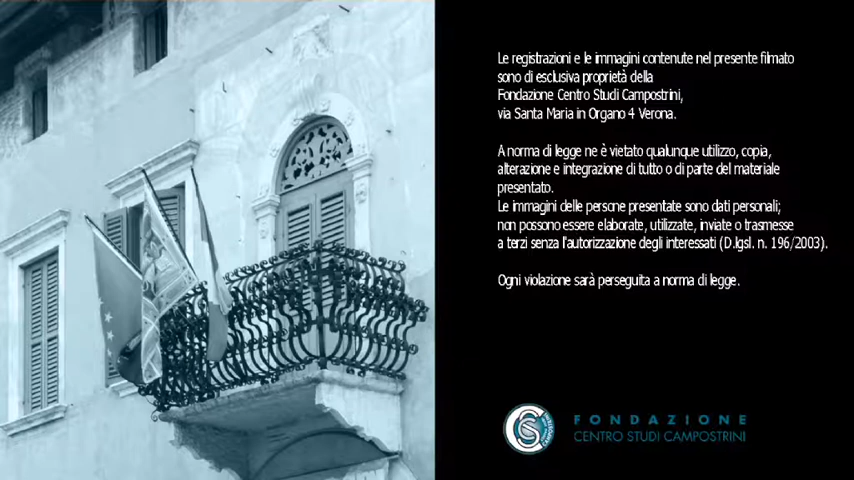 Le registrazioni e le immagini contenute nel presente filmato
sono di esclusiva proprietà della
Fondazione Centro Studi Campostrini,
via Santa Maria in Organo 4 Verona.
A norma di legge ne è vietato qualunque utilizzo, copia,
alterazione e integrazione di tutto o di parte del materiale
presentato.
Le immagini delle persone presentate sono dati personali;
non possono essere elaborate, utilizzate, inviate o trasmesse
a terzi senza l'autorizzazione degli interessati (D.lgsl. n. 196/2003).
Ogni violazione sarà perseguita a norma di legge.
FONDAZIONE
CENTRO STUDI CAMPOSTRINI